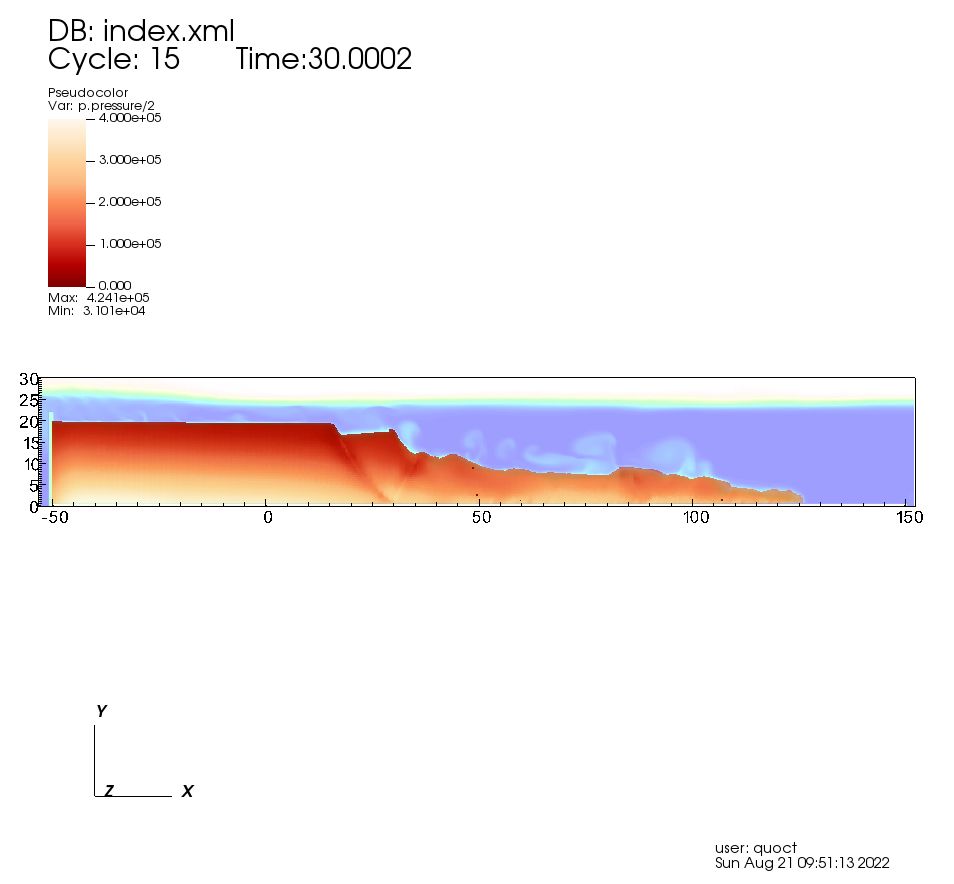 DB: index.xml
Cycle: 15 Time:30.0002
Pseudocolor
Var: p.pressure/2
4.000e+05
3.000e+05
2.000e+05
1.000e+05
0.000
Max: 4.241e+05
Min: 3.101e+04
30
25
20
15
10
5
0
-50 0 50 100 150
Y
Z X
user: quoct
Sun Aug 21 09:51:13 2022